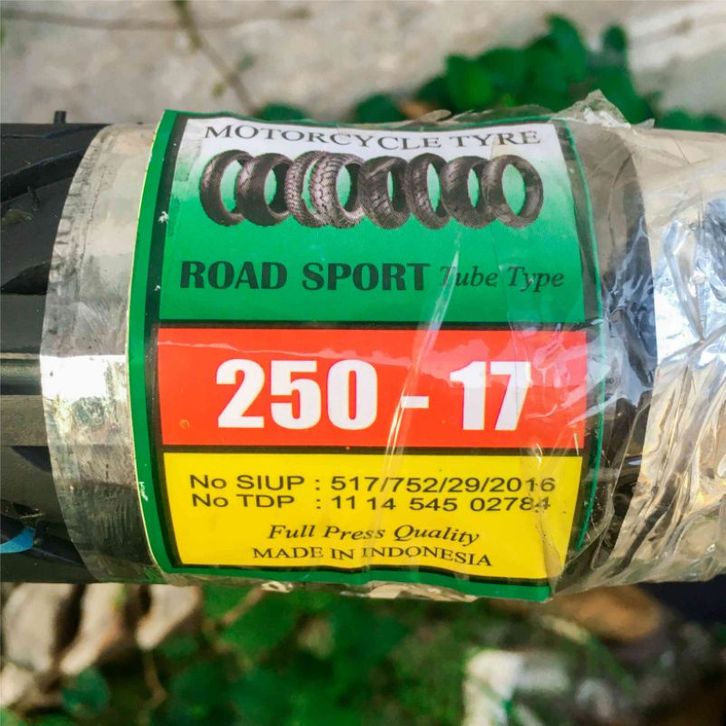 MOTORCYCLE TYRE
ROAD SPORT Tube Type
250 - 17
No SIUP : 517/752/29/2016
No TDP : 11 14 545 02784
Full Press Quality
MADE IN INDONESIA